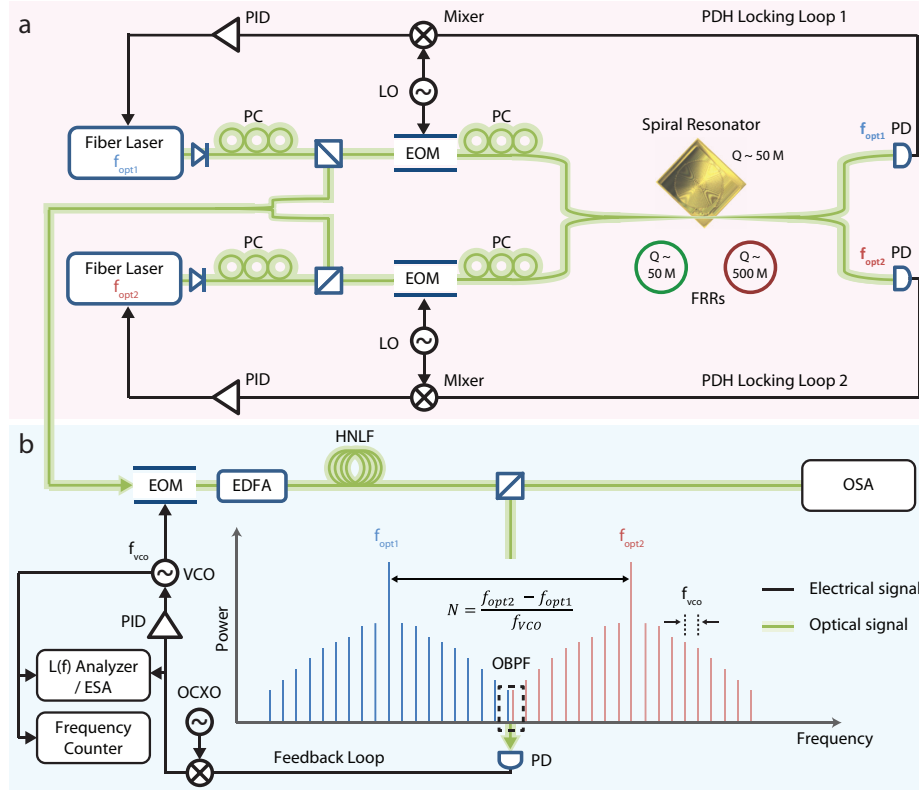 a
PID
Mixer
PDH Locking Loop 1
LO
PC
PC
Fiber Laser
f_opt1
EOM
Spiral Resonator
Q ~ 50 M
f_opt1 PD
Fiber Laser
f_opt2
PC
PC
EOM
Q ~
50 M
Q ~
500 M
FRRs
f_opt2 PD
LO
PID
MIxer
PDH Locking Loop 2
b
HNLF
EOM
EDFA
OSA
f_vco
VCO
PID
L(f) Analyzer
/ ESA
Frequency
Counter
OCXO
Feedback Loop
Power
f_opt1
f_opt2
N = (f_opt2 − f_opt1) / f_VCO
f_vco
OBPF
PD
Frequency
Electrical signal
Optical signal